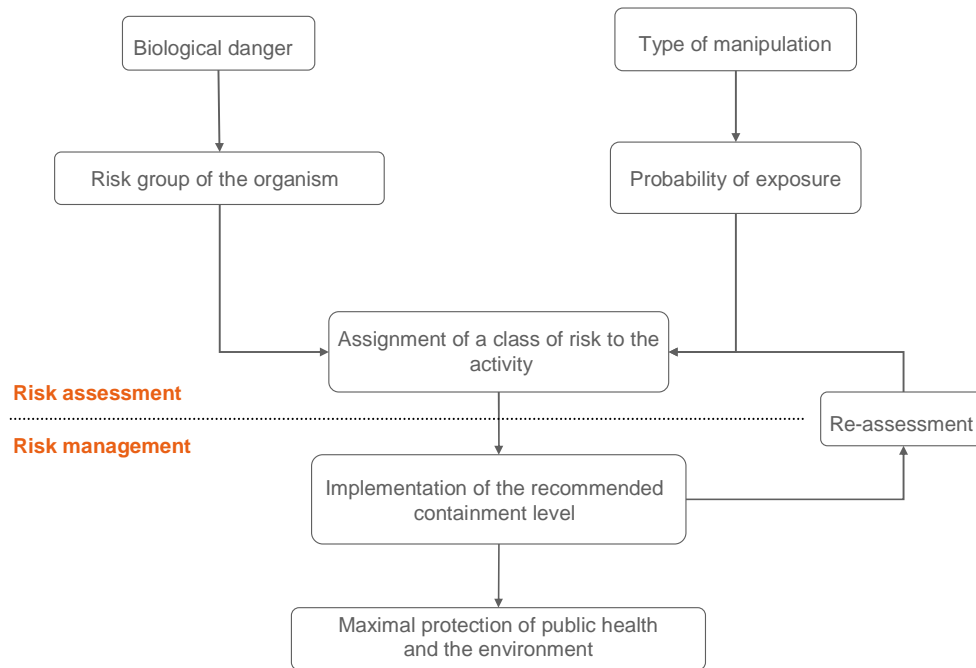 Biological danger
Type of manipulation
Risk group of the organism
Probability of exposure
Assignment of a class of risk to the
activity
Risk assessment
Re-assessment
Risk management
Implementation of the recommended
containment level
Maximal protection of public health
and the environment